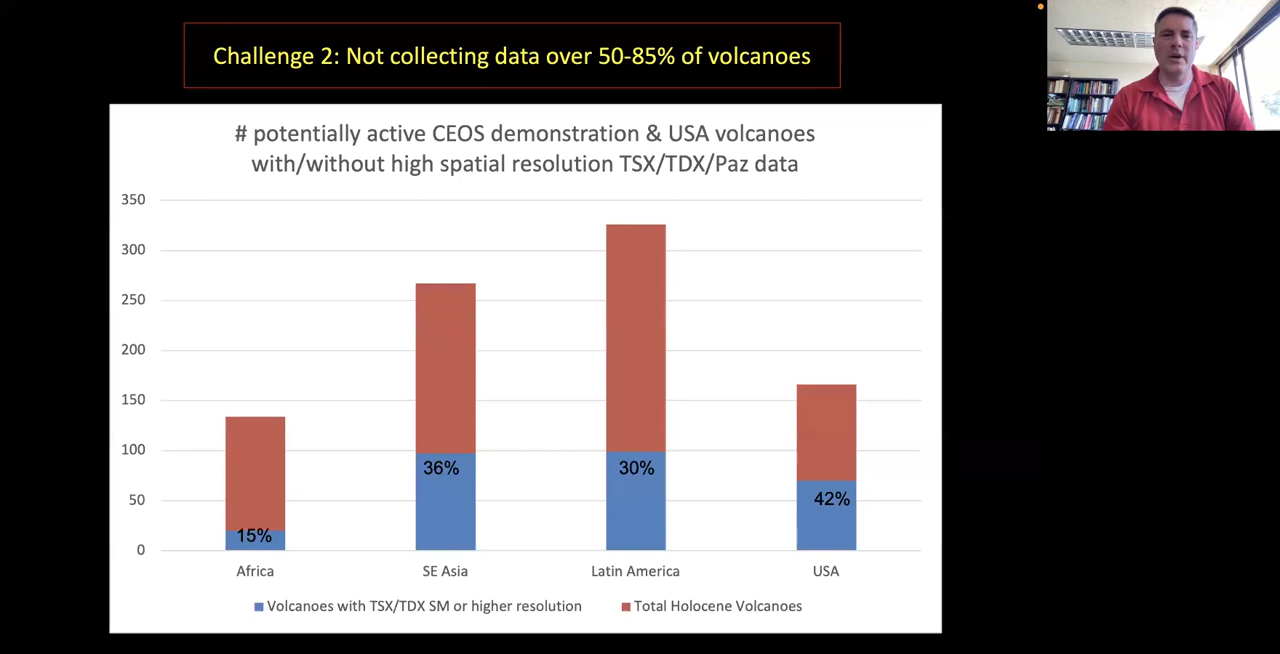 Challenge 2: Not collecting data over 50-85% of volcanoes
# potentially active CEOS demonstration & USA volcanoes
with/without high spatial resolution TSX/TDX/Paz data
350
300
250
200
150
100
50
0
15%
36%
30%
42%
Africa
SE Asia
Latin America
USA
Volcanoes with TSX/TDX SM or higher resolution
Total Holocene Volcanoes